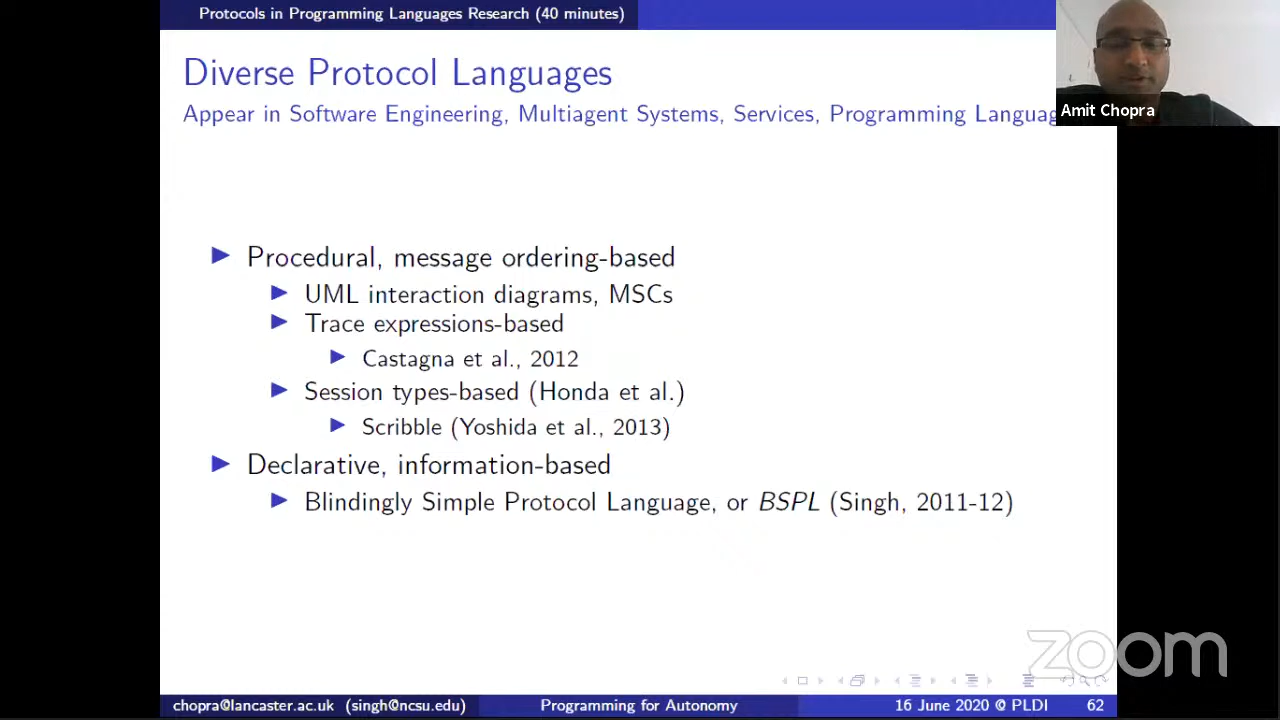 Protocols in Programming Languages Research (40 minutes)
Diverse Protocol Languages
Appear in Software Engineering, Multiagent Systems, Services, Programming Languag
Amit Chopra
Procedural, message ordering-based
UML interaction diagrams, MSCs
Trace expressions-based
Castagna et al., 2012
Session types-based (Honda et al.)
Scribble (Yoshida et al., 2013)
Declarative, information-based
Blindingly Simple Protocol Language, or BSPL (Singh, 2011-12)
zoom
chopra@lancaster.ac.uk (singh@ncsu.edu) Programming for Autonomy 16 June 2020 @ PLDI 62